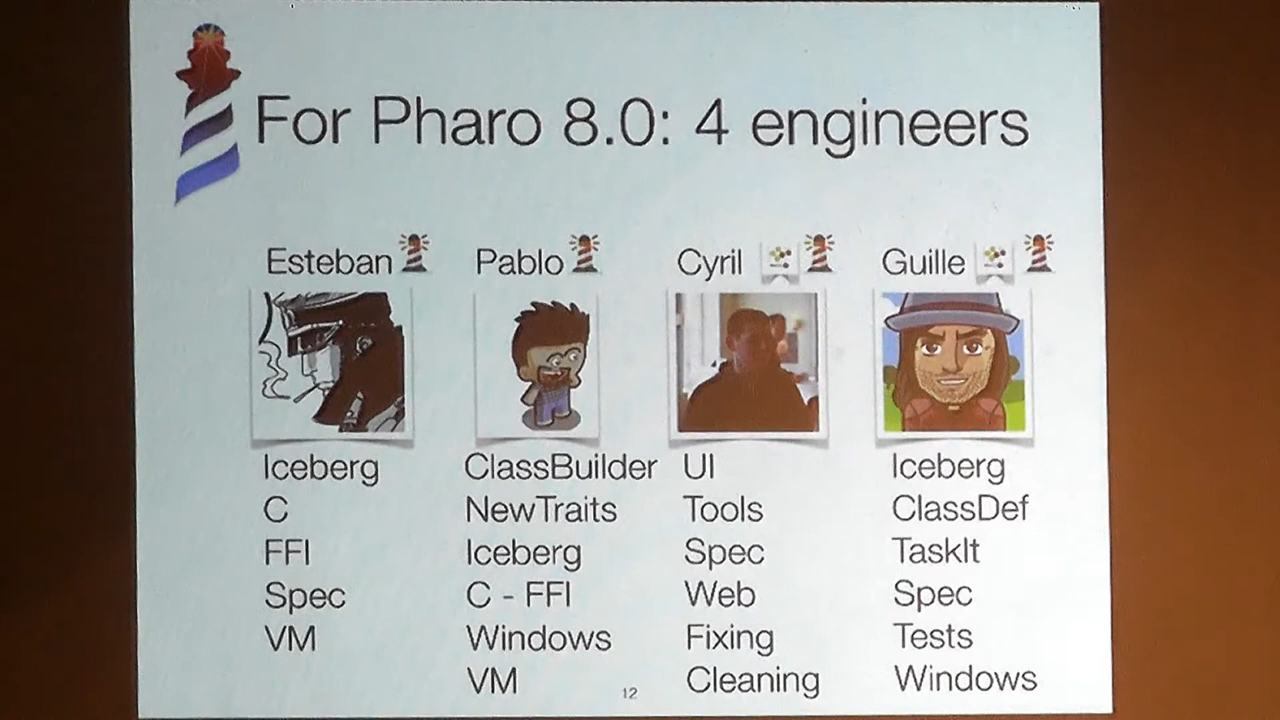 For Pharo 8.0: 4 engineers
Esteban Pablo Cyril Guille
Iceberg ClassBuilder UI Iceberg
C NewTraits Tools ClassDef
FFI Iceberg Spec TaskIt
Spec C - FFI Web Spec
VM Windows Fixing Tests
VM Cleaning Windows
12